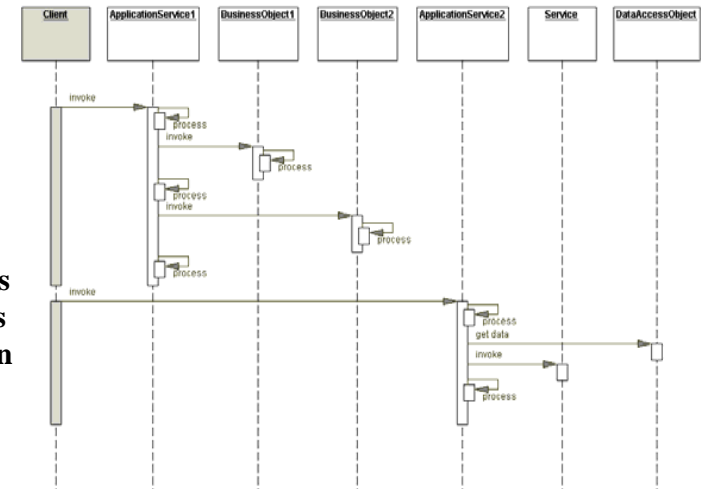 Client ApplicationService1 BusinessObject1 BusinessObject2 ApplicationService2 Service DataAccessObject
invoke
process
invoke
process
process
invoke
process
process
s
invoke
s
process
get data
n
invoke
process